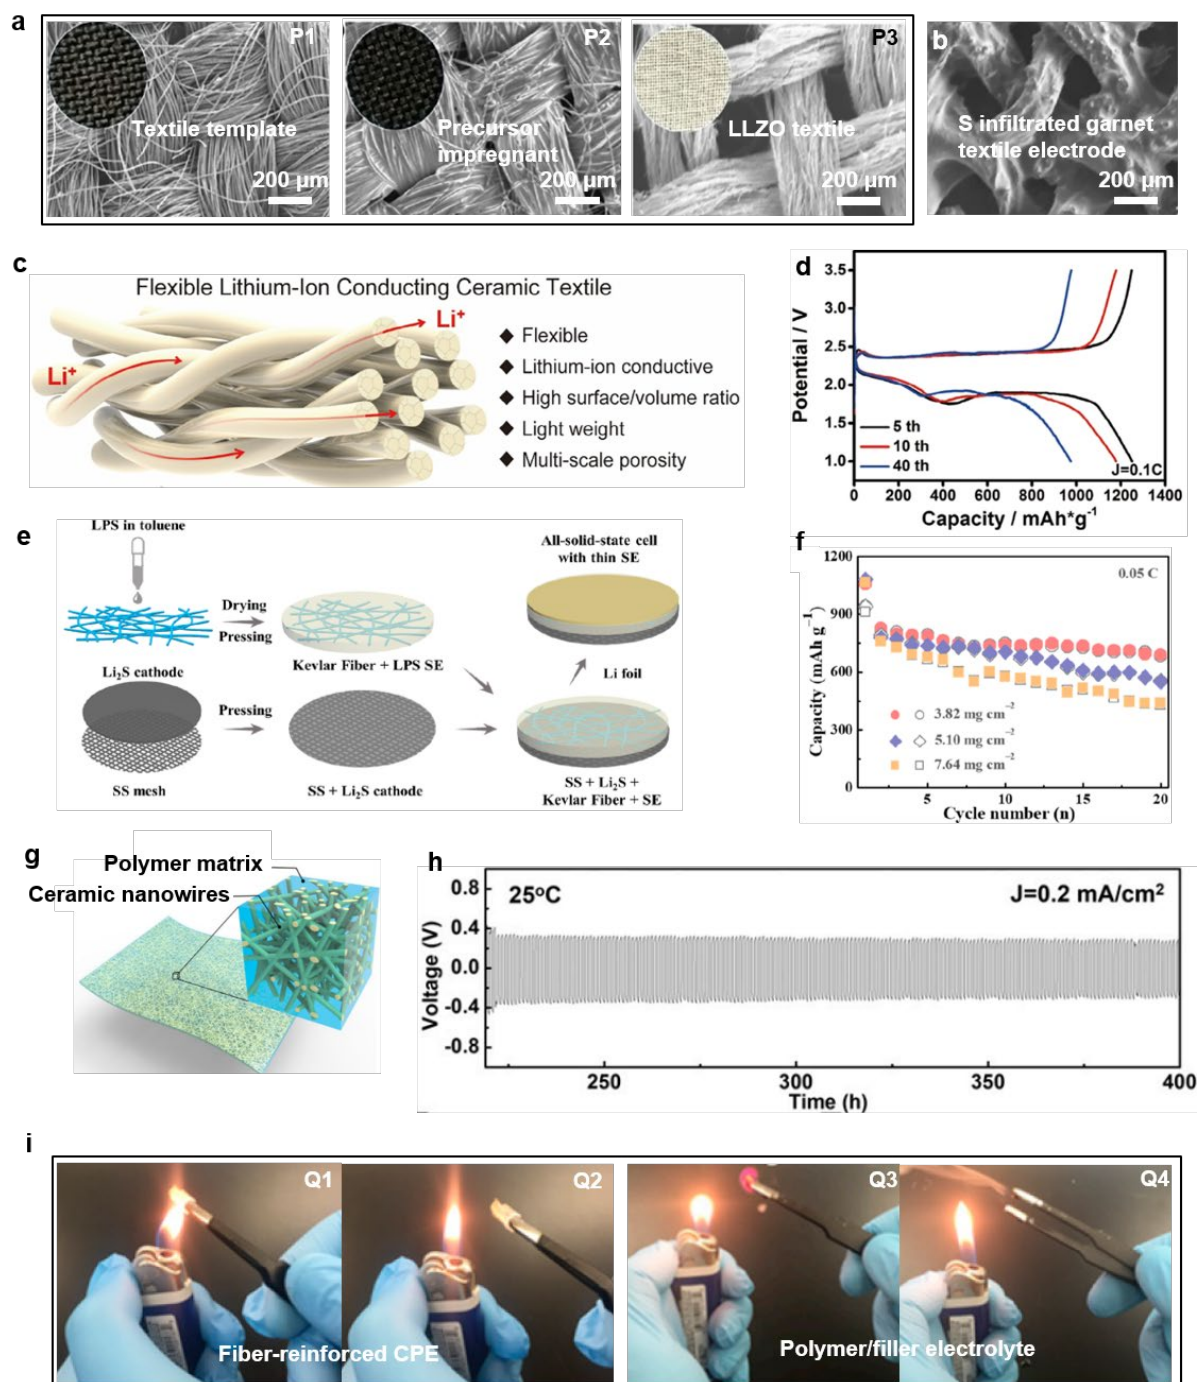 a
P1
Textile template
200 μm
P2
Precursor
impregnant
200 μm
P3
LLZO textile
200 μm
b
S infiltrated garnet
textile electrode
200 μm
c
Flexible Lithium-Ion Conducting Ceramic Textile
Li⁺
Li⁺
◆ Flexible
◆ Lithium-ion conductive
◆ High surface/volume ratio
◆ Light weight
◆ Multi-scale porosity
d
Potential / V
3.5
3.0
2.5
2.0
1.5
1.0
5 th
10 th
40 th
J=0.1C
0 200 400 600 800 1000 1200 1400
Capacity / mAh*g⁻¹
e
LPS in toluene
Drying
Pressing
Kevlar Fiber + LPS SE
All-solid-state cell
with thin SE
Li₂S cathode
Pressing
Li foil
SS mesh
SS + Li₂S cathode
SS + Li₂S +
Kevlar Fiber + SE
f
Capacity (mAh g⁻¹)
1200
900
600
300
0
0.05 C
3.82 mg cm⁻²
5.10 mg cm⁻²
7.64 mg cm⁻²
5 10 15 20
Cycle number (n)
g
Polymer matrix
Ceramic nanowires
h
Voltage (V)
0.8
0.4
0.0
-0.4
-0.8
25°C
J=0.2 mA/cm²
250 300 350 400
Time (h)
i
Q1
Q2
Fiber-reinforced CPE
Q3
Q4
Polymer/filler electrolyte